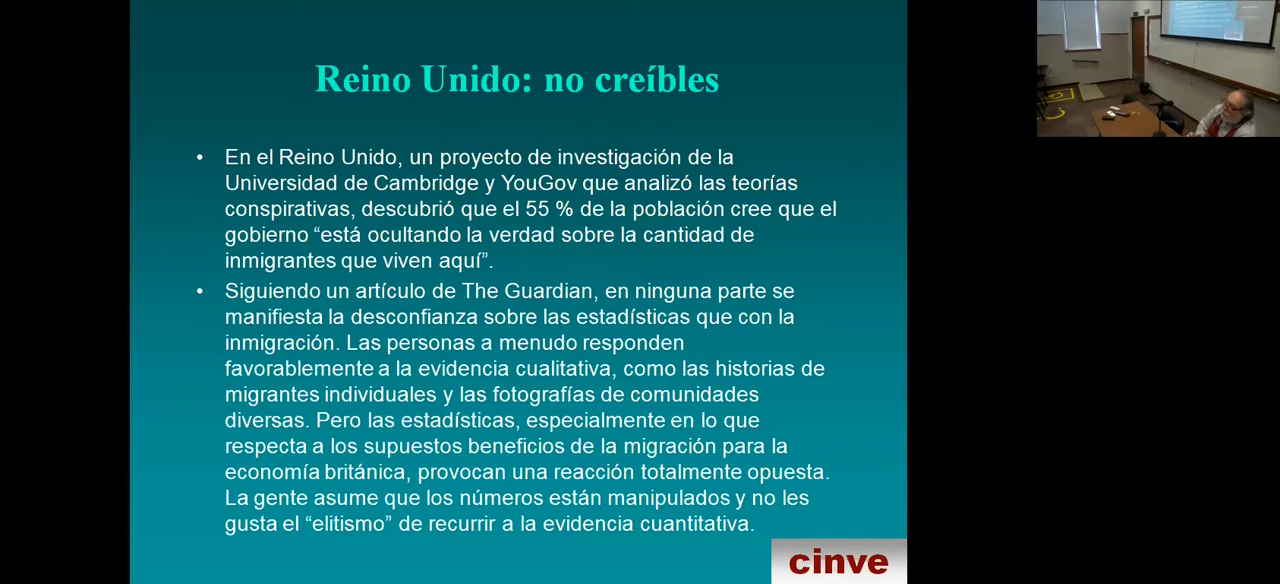 Reino Unido: no creíbles
• En el Reino Unido, un proyecto de investigación de la
Universidad de Cambridge y YouGov que analizó las teorías
conspirativas, descubrió que el 55 % de la población cree que el
gobierno “está ocultando la verdad sobre la cantidad de
inmigrantes que viven aquí”.
• Siguiendo un artículo de The Guardian, en ninguna parte se
manifiesta la desconfianza sobre las estadísticas que con la
inmigración. Las personas a menudo responden
favorablemente a la evidencia cualitativa, como las historias de
migrantes individuales y las fotografías de comunidades
diversas. Pero las estadísticas, especialmente en lo que
respecta a los supuestos beneficios de la migración para la
economía británica, provocan una reacción totalmente opuesta.
La gente asume que los números están manipulados y no les
gusta el “elitismo” de recurrir a la evidencia cuantitativa.
cinve